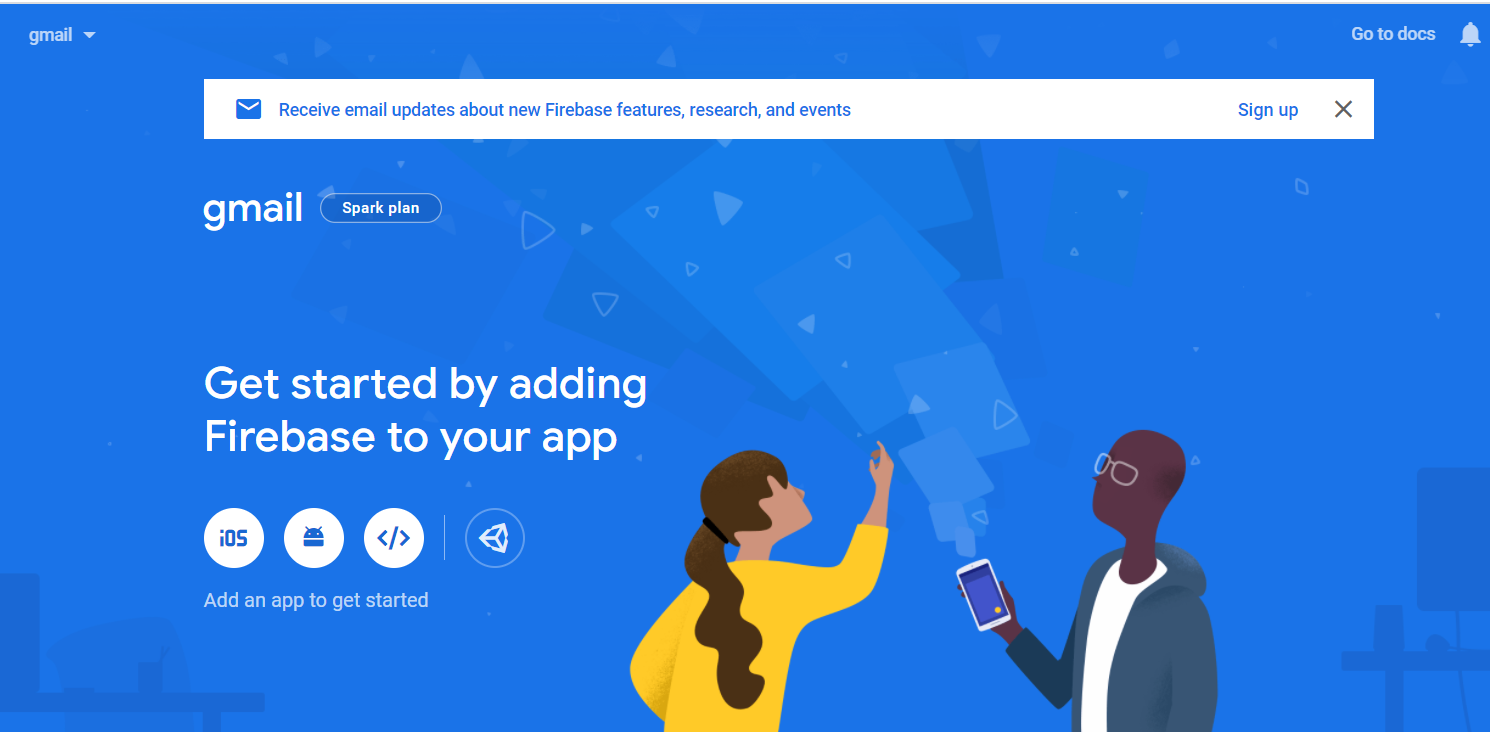 gmail
Go to docs
Receive email updates about new Firebase features, research, and events
Sign up
gmail
Spark plan
Get started by adding
Firebase to your app
iOS
</>
Add an app to get started